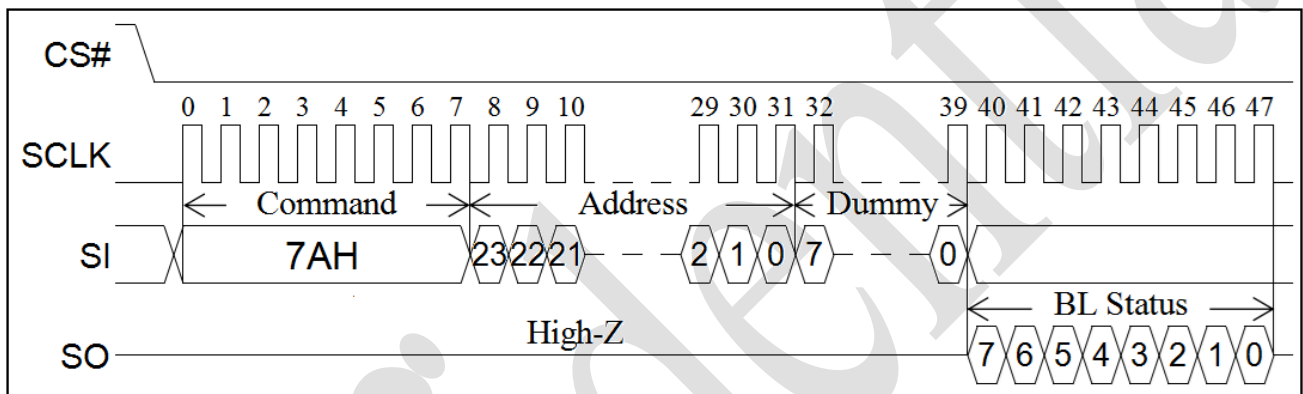 CS#
0 1 2 3 4 5 6 7 8 9 10 29 30 31 32 39 40 41 42 43 44 45 46 47
SCLK
Command Address Dummy
SI 7AH 23 22 21 2 1 0 7 0
BL Status
High-Z
SO 7 6 5 4 3 2 1 0